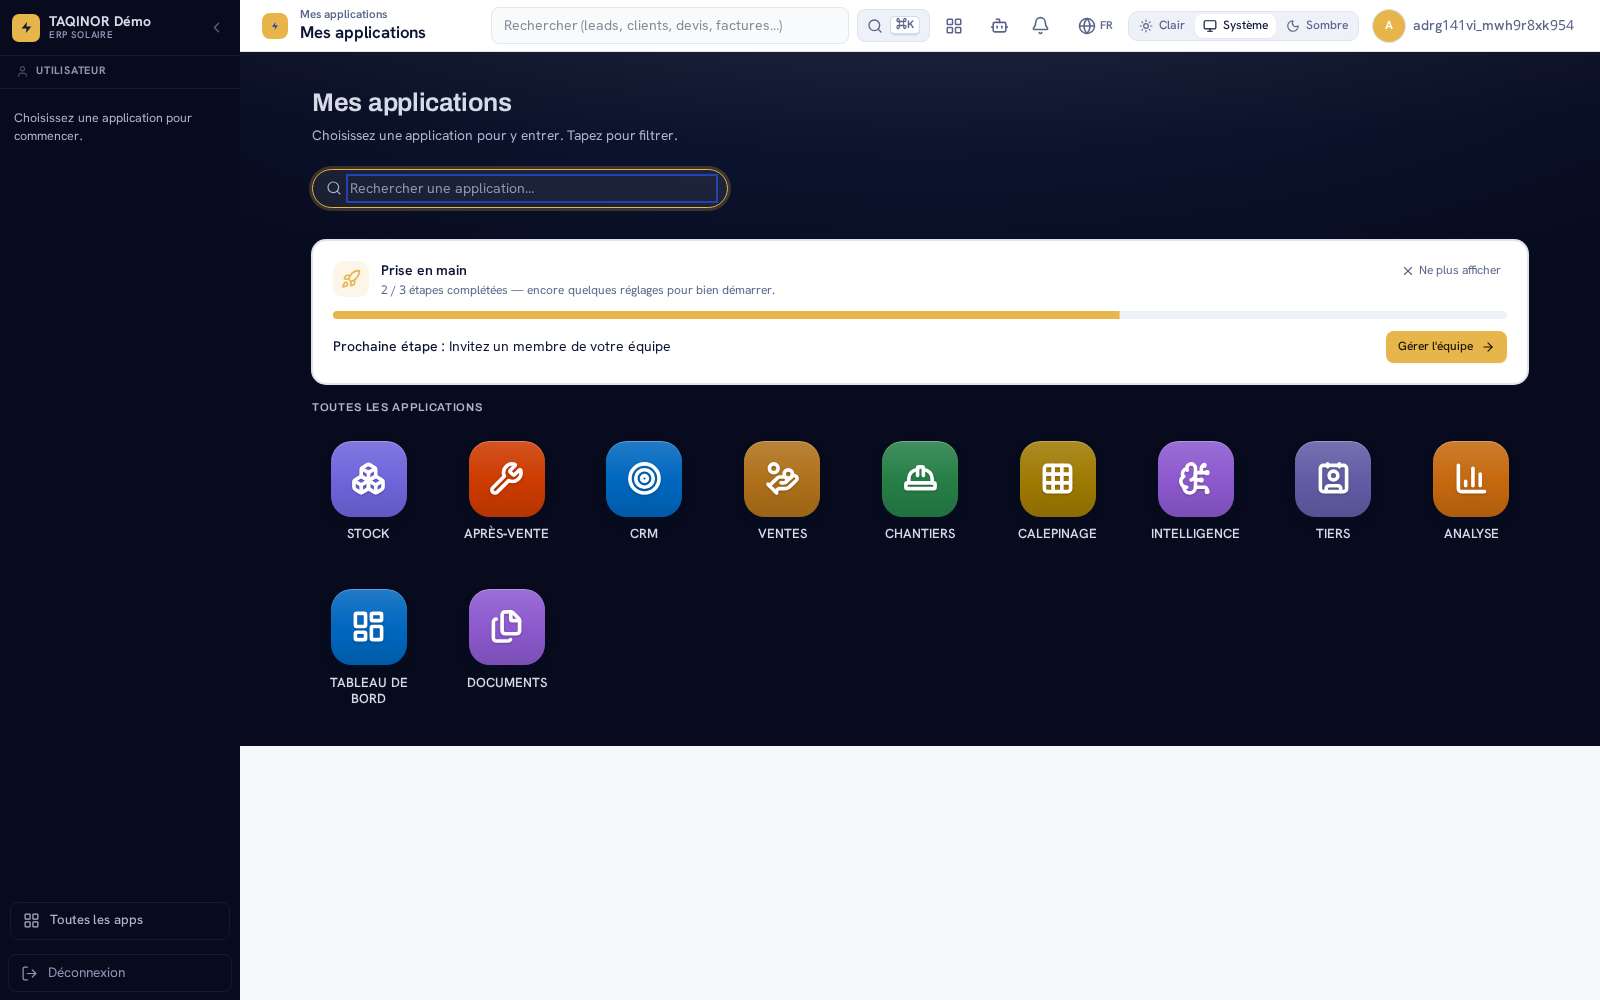 TAQINOR Démo
ERP SOLAIRE
UTILISATEUR
Choisissez une application pour
commencer.
Toutes les apps
Déconnexion
Mes applications
Mes applications
Rechercher (leads, clients, devis, factures...)
⌘K
FR
Clair
Système
Sombre
A
adrg141vi_mwh9r8xk954
Mes applications
Choisissez une application pour y entrer. Tapez pour filtrer.
Rechercher une application...
Prise en main
2 / 3 étapes complétées — encore quelques réglages pour bien démarrer.
Ne plus afficher
Prochaine étape : Invitez un membre de votre équipe
Gérer l'équipe
TOUTES LES APPLICATIONS
STOCK
APRÈS-VENTE
CRM
VENTES
CHANTIERS
CALEPINAGE
INTELLIGENCE
TIERS
ANALYSE
TABLEAU DE
BORD
DOCUMENTS